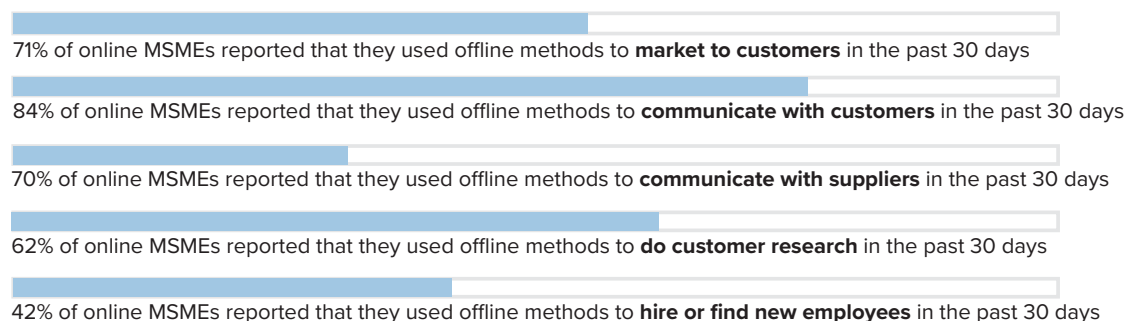 71% of online MSMEs reported that they used offline methods to market to customers in the past 30 days
84% of online MSMEs reported that they used offline methods to communicate with customers in the past 30 days
70% of online MSMEs reported that they used offline methods to communicate with suppliers in the past 30 days
62% of online MSMEs reported that they used offline methods to do customer research in the past 30 days
42% of online MSMEs reported that they used offline methods to hire or find new employees in the past 30 days